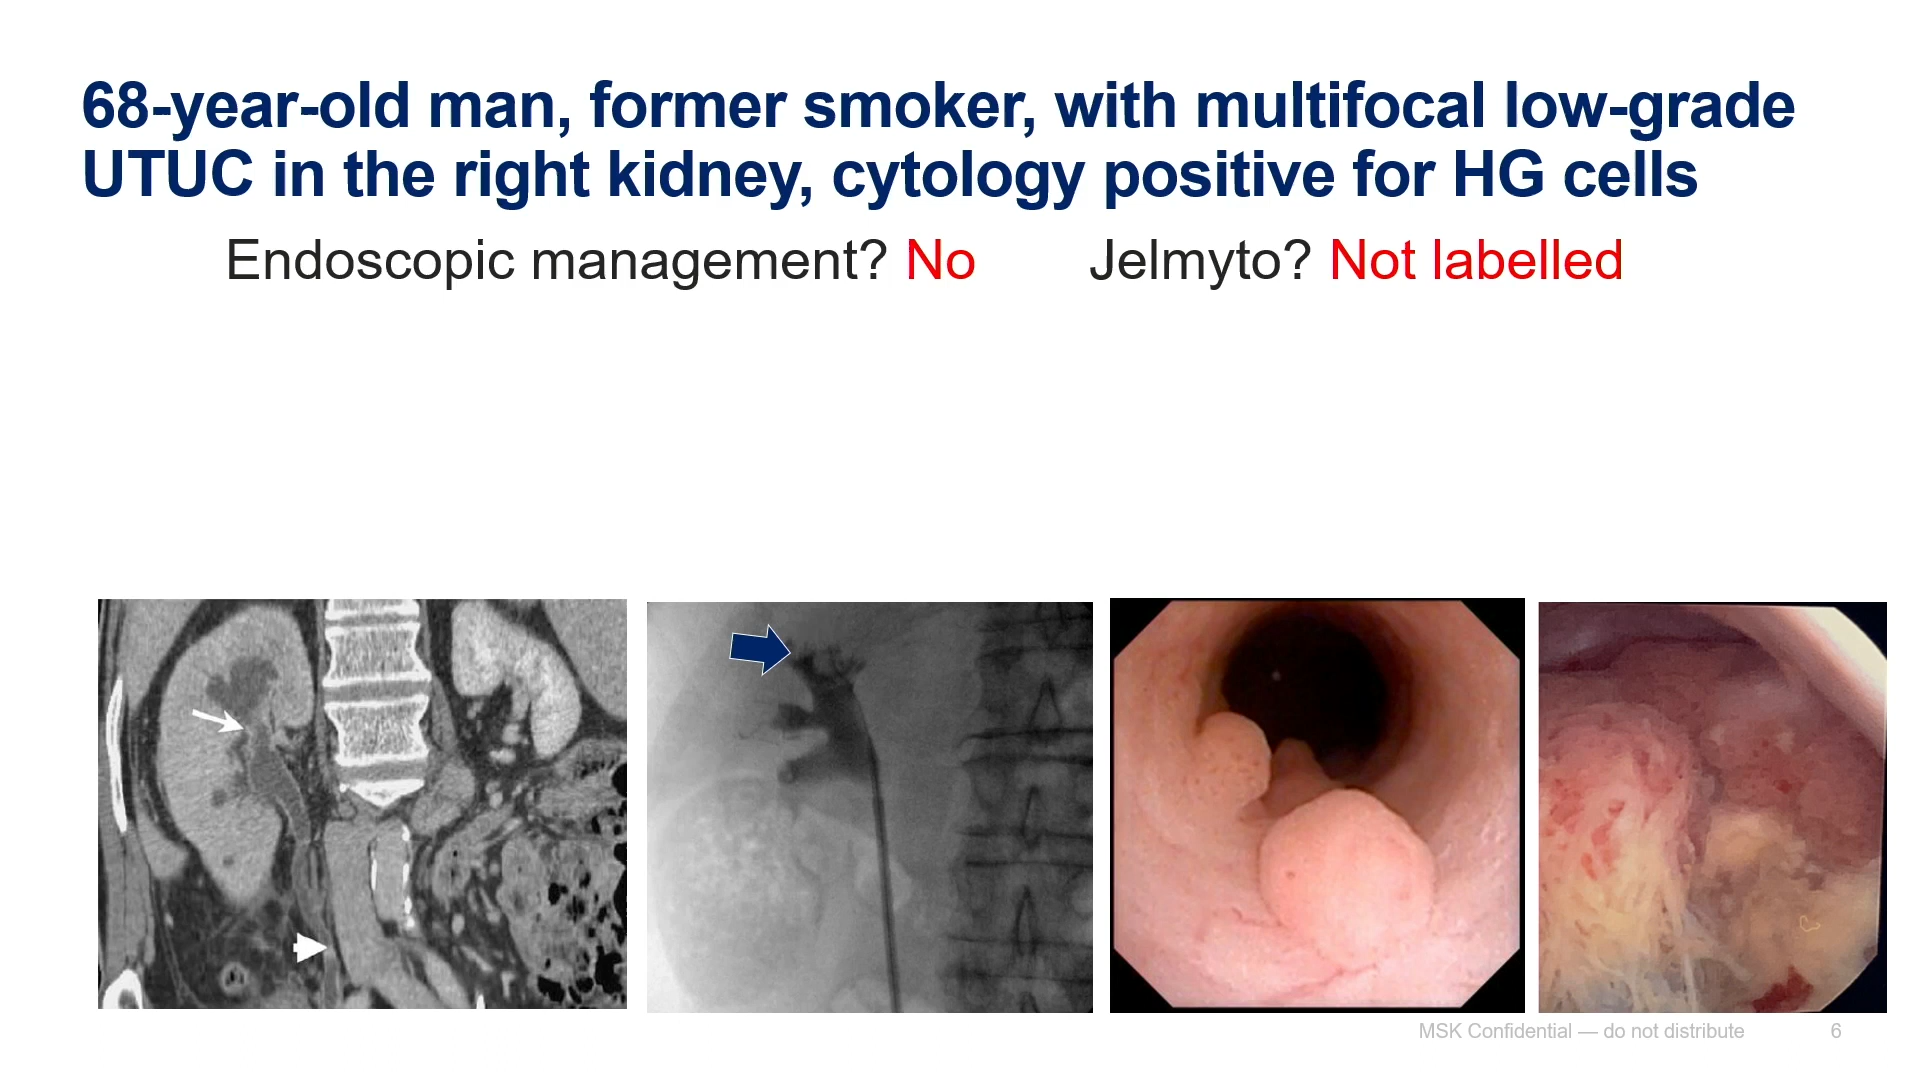 68-year-old man, former smoker, with multifocal low-grade
UTUC in the right kidney, cytology positive for HG cells
Endoscopic management? No
Jelmyto? Not labelled
MSK Confidential — do not distribute
6